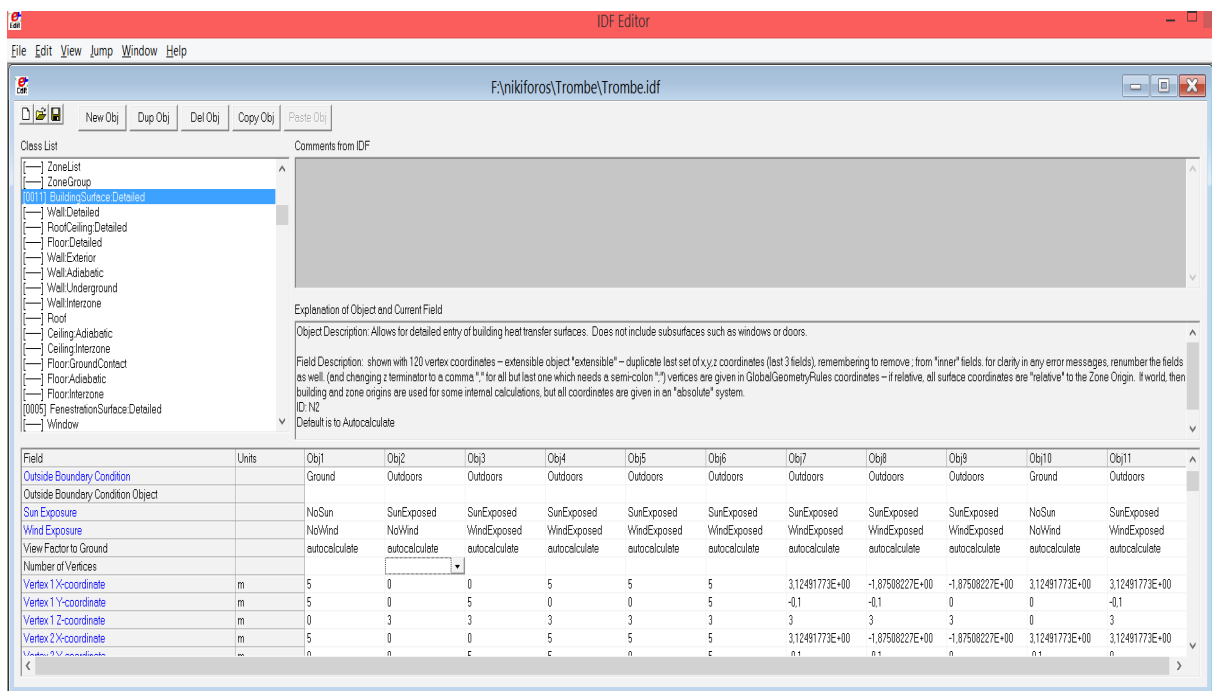 IDF Editor
File Edit View Jump Window Help
F:\nikiforos\Trombe\Trombe.idf
New Obj Dup Obj Del Obj Copy Obj Paste Obj
Class List
Comments from IDF
[----] ZoneList
[----] ZoneGroup
[0011] BuildingSurface:Detailed
[----] Wall:Detailed
[----] RoofCeiling:Detailed
[----] Floor:Detailed
[----] Wall:Exterior
[----] Wall:Adiabatic
[----] Wall:Underground
[----] Wall:Interzone
[----] Roof
[----] Ceiling:Adiabatic
[----] Ceiling:Interzone
[----] Floor:GroundContact
[----] Floor:Adiabatic
[----] Floor:Interzone
[0005] FenestrationSurface:Detailed
[----] Window
Explanation of Object and Current Field
Object Description: Allows for detailed entry of building heat transfer surfaces. Does not include subsurfaces such as windows or doors.
Field Description: shown with 120 vertex coordinates -- extensible object "extensible" -- duplicate last set of x,y,z coordinates (last 3 fields), remembering to remove ; from "inner" fields. for clarity in any error messages, renumber the fields
as well. (and changing z terminator to a comma "," for all but last one which needs a semi-colon ";") vertices are given in GlobalGeometryRules coordinates -- if relative, all surface coordinates are "relative" to the Zone Origin. If world, then
building and zone origins are used for some internal calculations, but all coordinates are given in an "absolute" system.
ID: N2
Default is to Autocalculate
Field Units Obj1 Obj2 Obj3 Obj4 Obj5 Obj6 Obj7 Obj8 Obj9 Obj10 Obj11
Outside Boundary Condition Ground Outdoors Outdoors Outdoors Outdoors Outdoors Outdoors Outdoors Outdoors Ground Outdoors
Outside Boundary Condition Object
Sun Exposure NoSun SunExposed SunExposed SunExposed SunExposed SunExposed SunExposed SunExposed SunExposed NoSun SunExposed
Wind Exposure NoWind NoWind WindExposed WindExposed WindExposed WindExposed WindExposed WindExposed WindExposed NoWind WindExposed
View Factor to Ground autocalculate autocalculate autocalculate autocalculate autocalculate autocalculate autocalculate autocalculate autocalculate autocalculate autocalculate
Number of Vertices
Vertex 1 X-coordinate m 5 0 0 5 5 5 3,12491773E+00 -1,87508227E+00 -1,87508227E+00 3,12491773E+00 3,12491773E+00
Vertex 1 Y-coordinate m 5 0 5 0 0 5 -0,1 -0,1 0 0 -0,1
Vertex 1 Z-coordinate m 0 3 3 3 3 3 3 3 3 0 3
Vertex 2 X-coordinate m 5 0 0 5 5 5 3,12491773E+00 -1,87508227E+00 -1,87508227E+00 3,12491773E+00 3,12491773E+00